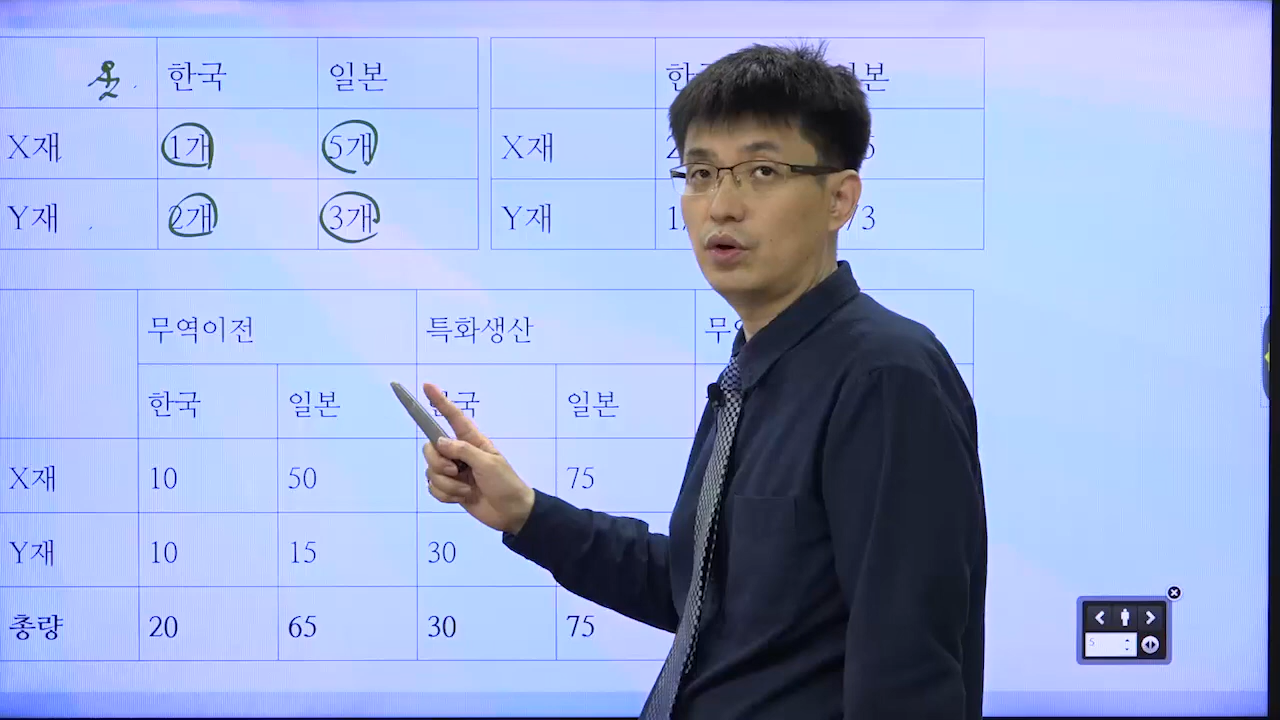 한국 일본
X재 1개 5개
Y재 2개 3개
X재
Y재
무역이전 특화생산
한국 일본 일본
X재 10 50 75
Y재 10 15 30
총량 20 65 30 75
5